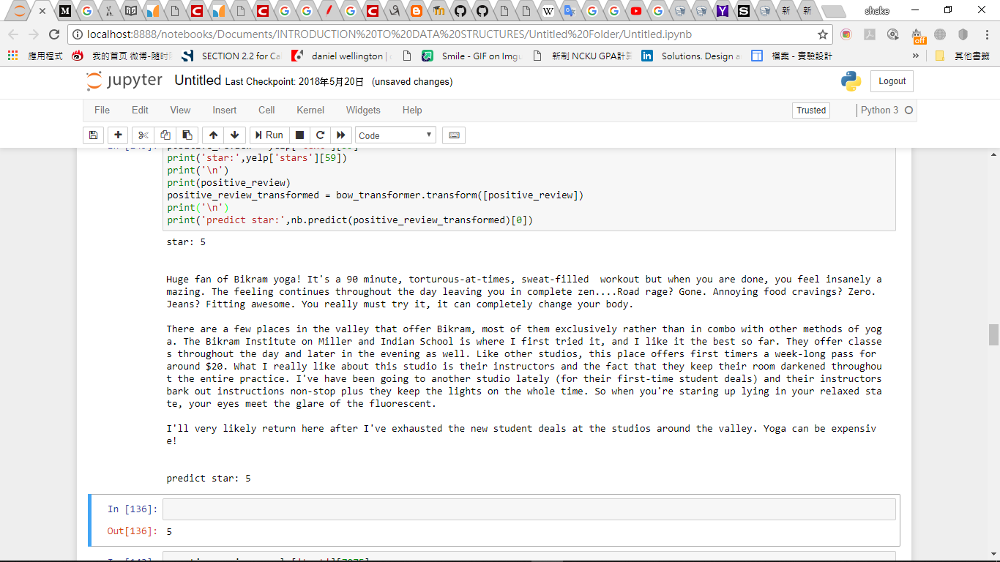 shake
localhost:8888/notebooks/Documents/INTRODUCTION%20TO%20DATA%20STRUCTURES/Untitled%20Folder/Untitled.ipynb
off
應用程式 我的首頁 微博-隨時 SECTION 2.2 for Ca daniel wellington | Smile - GIF on Imgu 新制 NCKU GPA計 Solutions. Design a 檔案 - 實驗設計 » 其他書籤
jupyter Untitled Last Checkpoint: 2018年5月20日 (unsaved changes) Logout
File Edit View Insert Cell Kernel Widgets Help Trusted Python 3
Run Code
print('star:',yelp['stars'][59])
print('\n')
print(positive_review)
positive_review_transformed = bow_transformer.transform([positive_review])
print('\n')
print('predict star:',nb.predict(positive_review_transformed)[0])
star: 5
Huge fan of Bikram yoga! It's a 90 minute, torturous-at-times, sweat-filled  workout but when you are done, you feel insanely a
mazing. The feeling continues throughout the day leaving you in complete zen....Road rage? Gone. Annoying food cravings? Zero.
Jeans? Fitting awesome. You really must try it, it can completely change your body.
There are a few places in the valley that offer Bikram, most of them exclusively rather than in combo with other methods of yog
a. The Bikram Institute on Miller and Indian School is where I first tried it, and I like it the best so far. They offer classe
s throughout the day and later in the evening as well. Like other studios, this place offers first timers a week-long pass for
around $20. What I really like about this studio is their instructors and the fact that they keep their room darkened throughou
t the entire practice. I've have been going to another studio lately (for their first-time student deals) and their instructors
bark out instructions non-stop plus they keep the lights on the whole time. So when you're staring up lying in your relaxed sta
te, your eyes meet the glare of the fluorescent.
I'll very likely return here after I've exhausted the new student deals at the studios around the valley. Yoga can be expensiv
e!
predict star: 5
In [136]:
Out[136]: 5